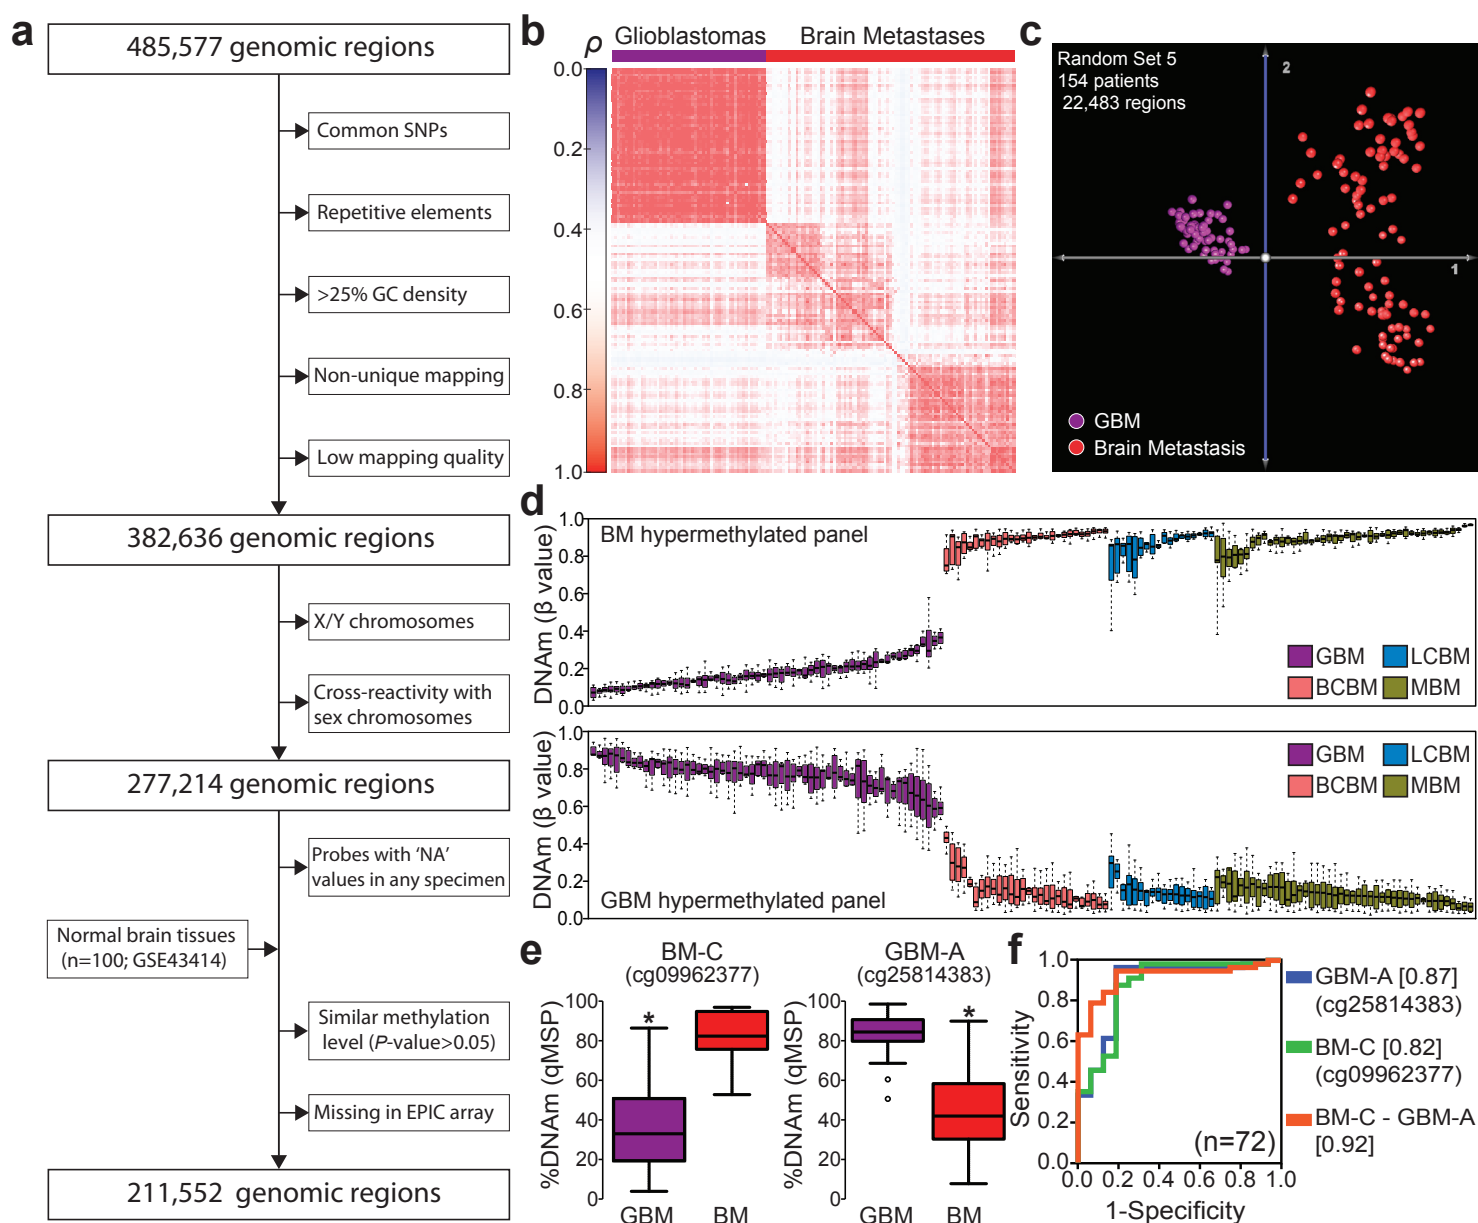 a
485,577 genomic regions
Common SNPs
Repetitive elements
>25% GC density
Non-unique mapping
Low mapping quality
382,636 genomic regions
X/Y chromosomes
Cross-reactivity with
sex chromosomes
277,214 genomic regions
Probes with ‘NA’
values in any specimen
Normal brain tissues
(n=100; GSE43414)
Similar methylation
level (P-value>0.05)
Missing in EPIC array
211,552 genomic regions
b
Glioblastomas
Brain Metastases
ρ
0.0
0.2
0.4
0.6
0.8
1.0
c
Random Set 5
154 patients
22,483 regions
2
1
GBM
Brain Metastasis
d
BM hypermethylated panel
DNAm (β value)
1.0
0.8
0.6
0.4
0.2
0.0
GBM
LCBM
BCBM
MBM
GBM hypermethylated panel
DNAm (β value)
1.0
0.8
0.6
0.4
0.2
0.0
GBM
LCBM
BCBM
MBM
e
BM-C
(cg09962377)
%DNAm (qMSP)
100
80
60
40
20
0
*
GBM
BM
GBM-A
(cg25814383)
%DNAm (qMSP)
100
80
60
40
20
0
*
GBM
BM
f
Sensitivity
1.0
0.8
0.6
0.4
0.2
0.0
0.0
0.2
0.4
0.6
0.8
1.0
1-Specificity
(n=72)
GBM-A [0.87]
(cg25814383)
BM-C [0.82]
(cg09962377)
BM-C - GBM-A
[0.92]